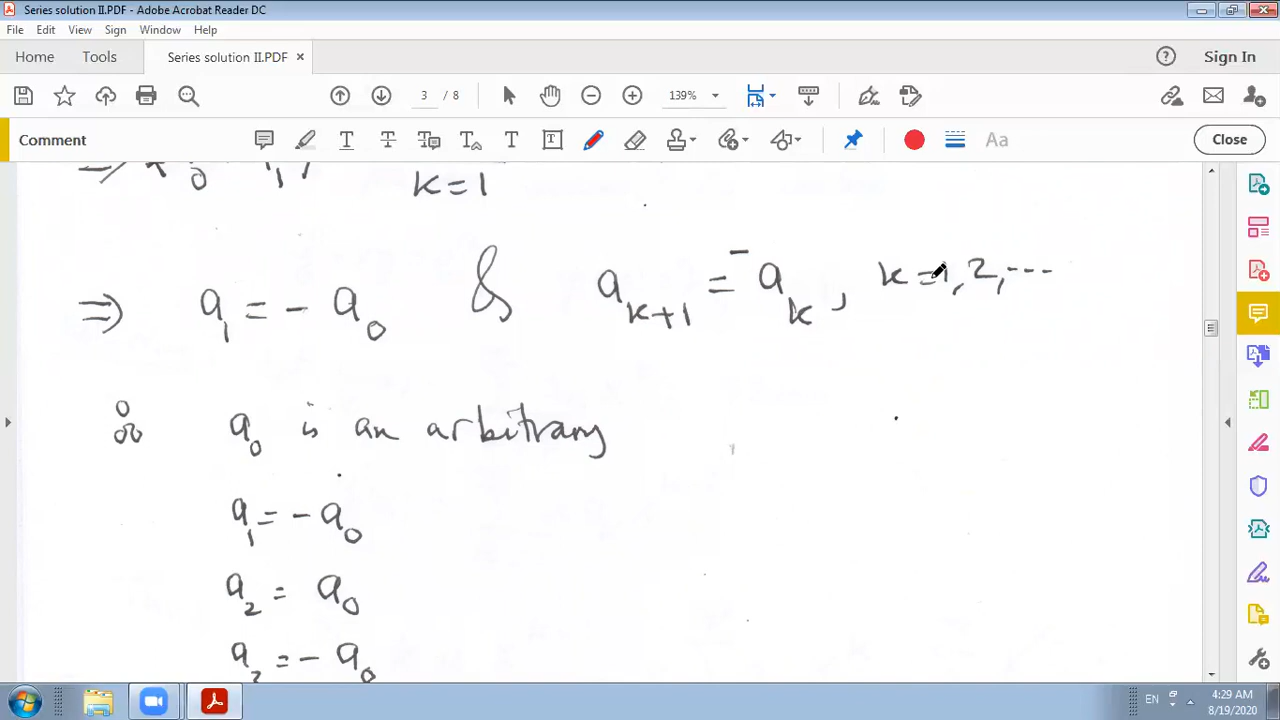 Series solution II.PDF - Adobe Acrobat Reader DC
File Edit View Sign Window Help
Home Tools Series solution II.PDF × Sign In
3 / 8 139%
Comment Aa Close
k=1
⇒ a₁ = - a₀ & aₖ₊₁ = - aₖ , k=1, 2, ...
∴ a₀ is an arbitrary
a₁ = - a₀
a₂ = a₀
a₃ = - a₀
EN 4:29 AM
8/19/2020